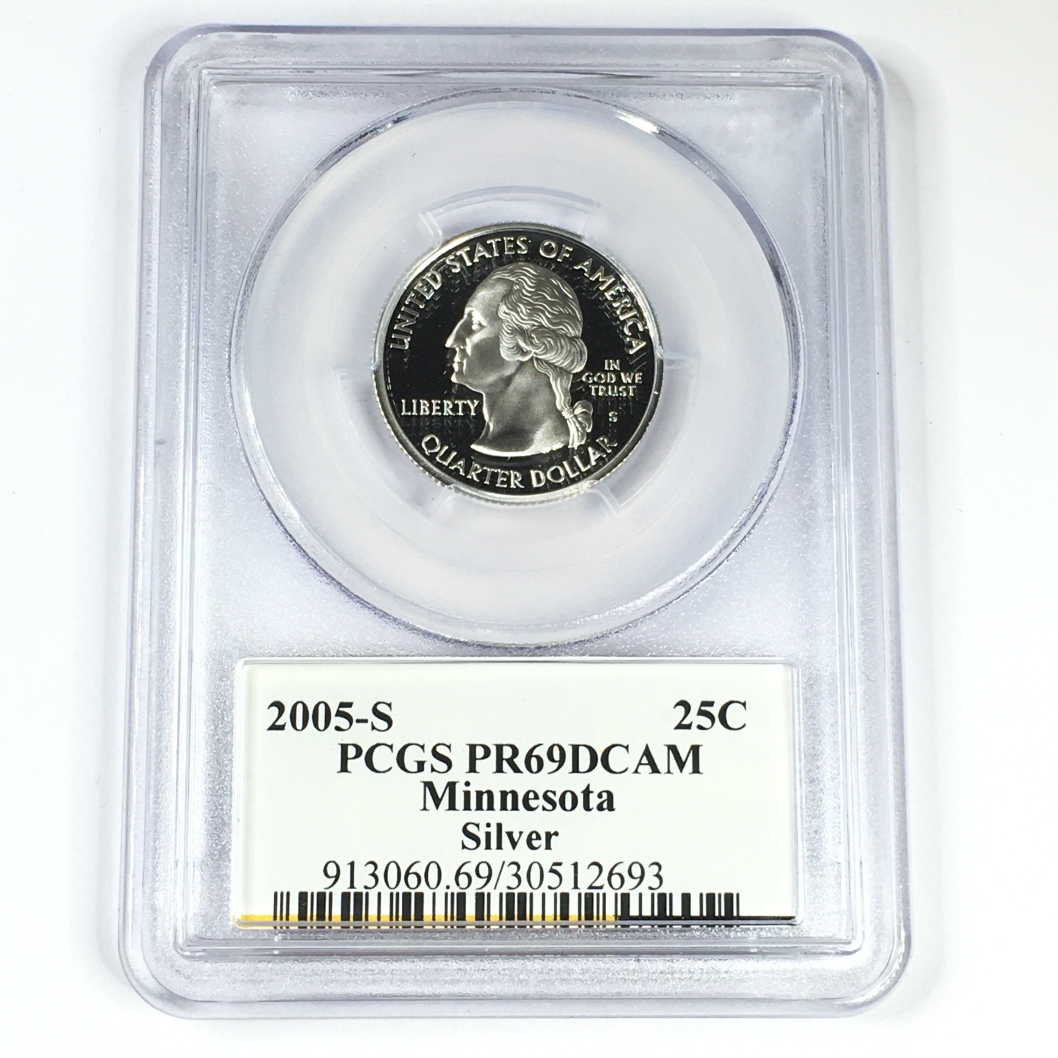 UNITED STATES OF AMERICA
IN
GOD WE
TRUST
LIBERTY
S
QUARTER DOLLAR
2005-S 25C
PCGS PR69DCAM
Minnesota
Silver
913060.69/30512693